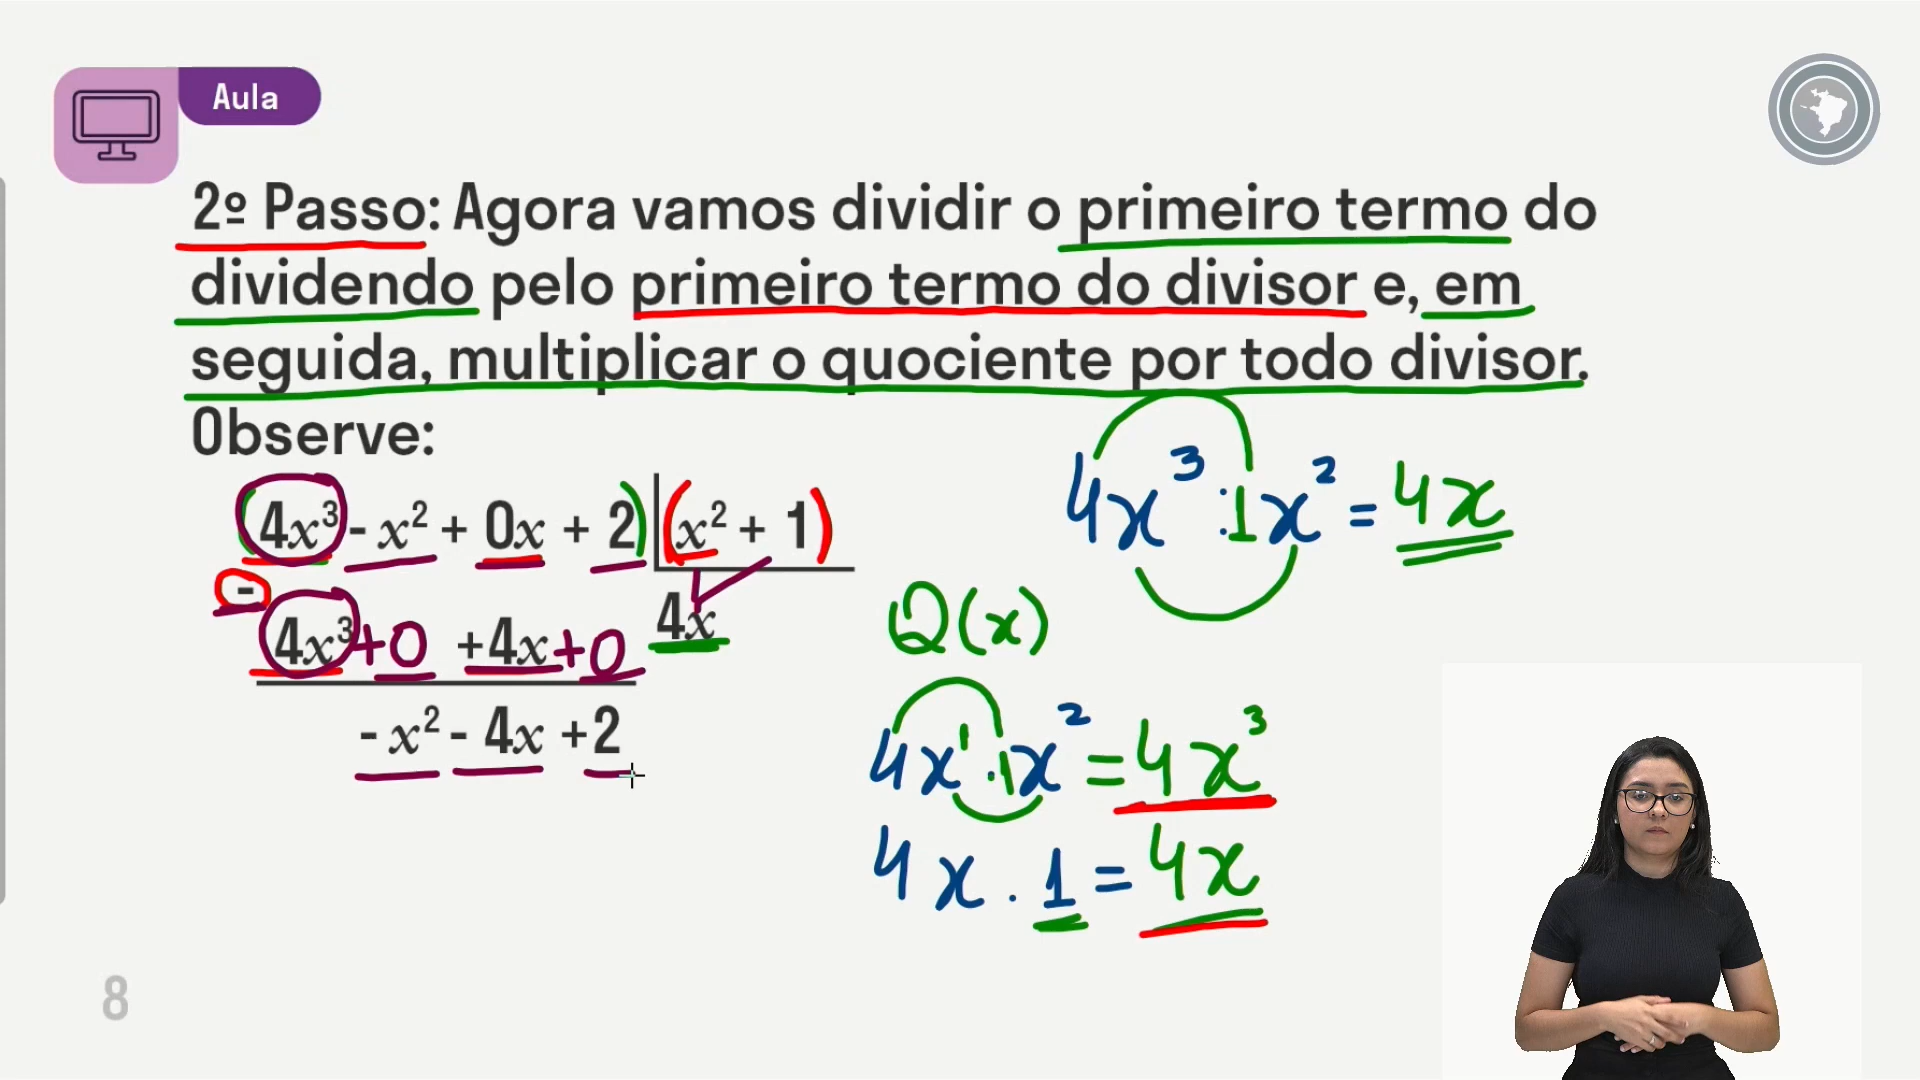 Aula
2º Passo: Agora vamos dividir o primeiro termo do
dividendo pelo primeiro termo do divisor e, em
seguida, multiplicar o quociente por todo divisor.
Observe:
4x³ : 1x² = 4x
(4x³ - x² + 0x + 2) (x² + 1)
-
4x
Q(x)
4x³ + 0 + 4x + 0
- x² - 4x + 2
4x¹ . 1x² = 4x³
4x . 1 = 4x
8